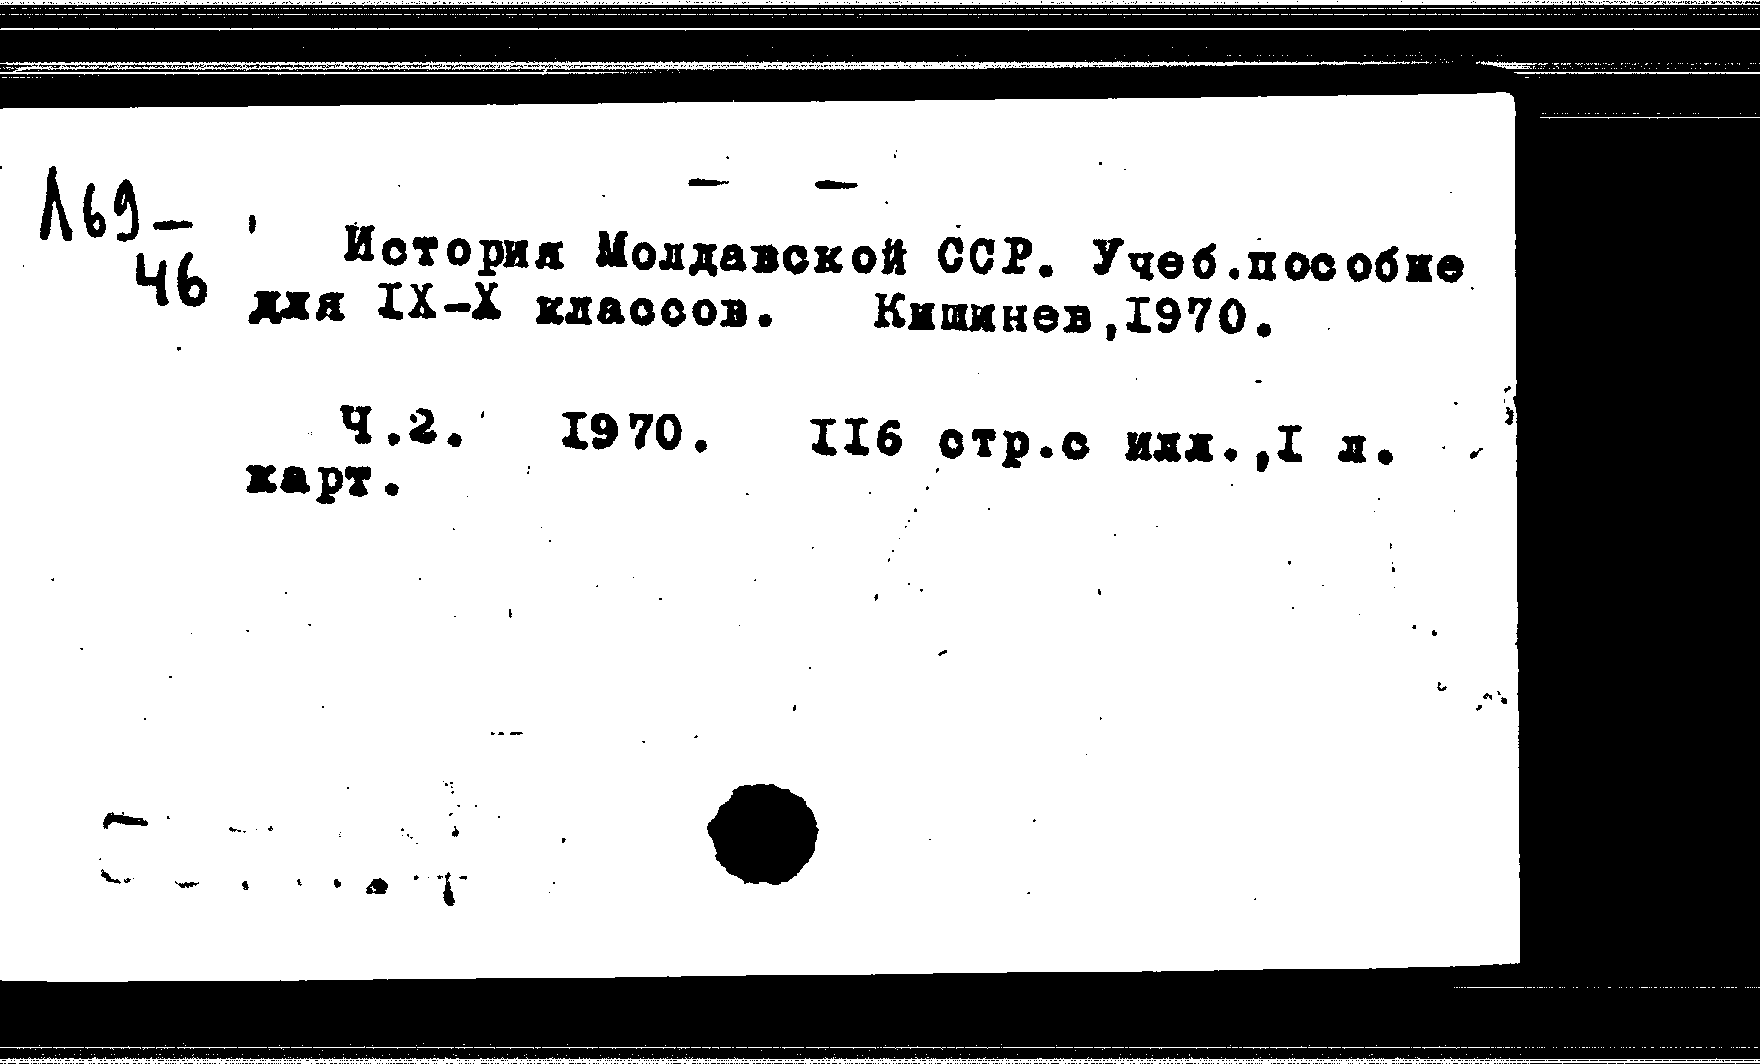 Л69-
46
История Молдавской ССР. Учеб.пособие
для IX-X классов. Кишинев,1970.
Ч.2. 1970. 116 стр.с илл.,1 л.
карт.